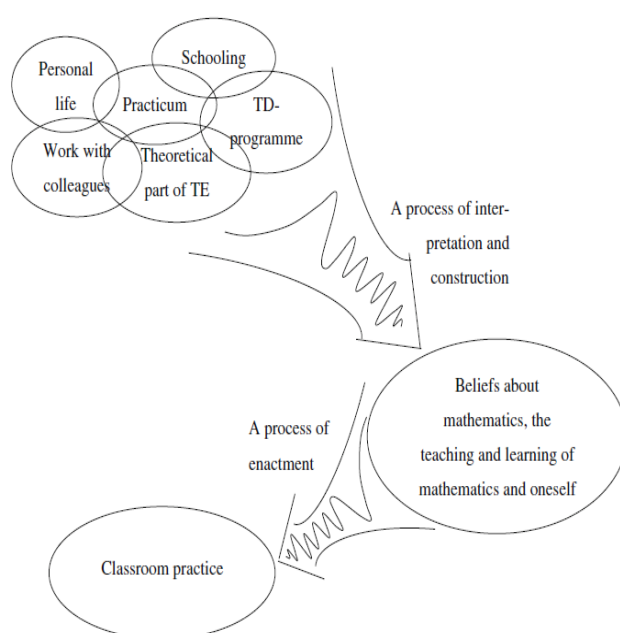 Schooling
Personal
life
Practicum
TD-
programme
Work with
colleagues
Theoretical
part of TE
A process of inter-
pretation and
construction
Beliefs about
mathematics, the
teaching and learning of
mathematics and oneself
A process of
enactment
Classroom practice